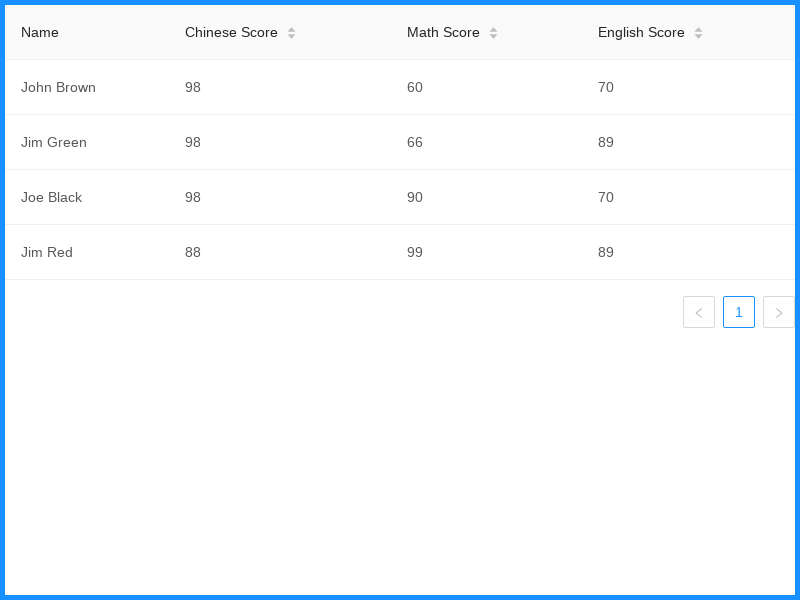 Name Chinese Score Math Score English Score
John Brown 98 60 70
Jim Green 98 66 89
Joe Black 98 90 70
Jim Red 88 99 89
1